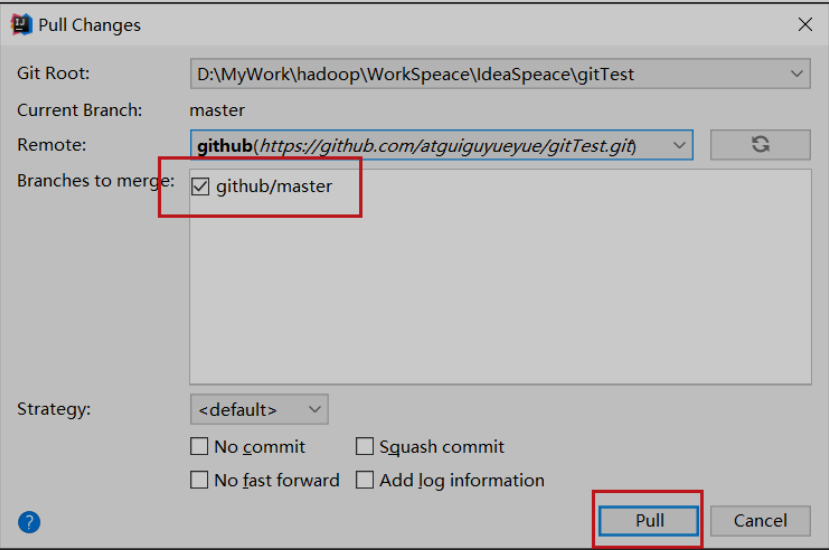 Pull Changes
Git Root: D:\MyWork\hadoop\WorkSpeace\IdeaSpeace\gitTest
Current Branch: master
Remote: github(https://github.com/atguiguyueyue/gitTest.git)
Branches to merge: github/master
Strategy: <default>
No commit Squash commit
No fast forward Add log information
? Pull Cancel